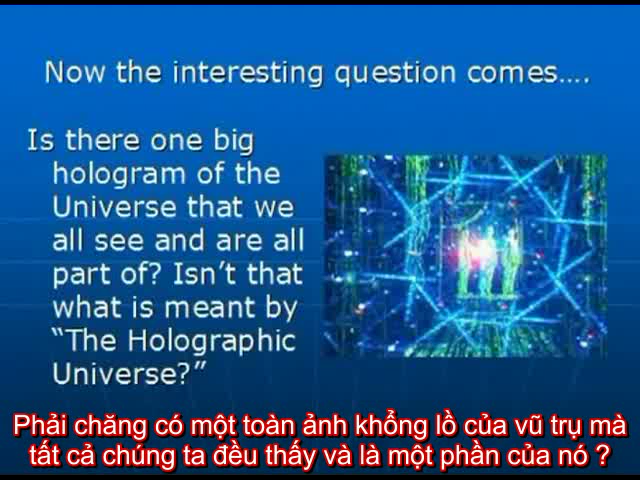 Now the interesting question comes....
Is there one big
hologram of the
Universe that we
all see and are all
part of? Isn't that
what is meant by
"The Holographic
Universe?"
Phải chăng có một toàn ảnh khổng lồ của vũ trụ mà
tất cả chúng ta đều thấy và là một phần của nó ?